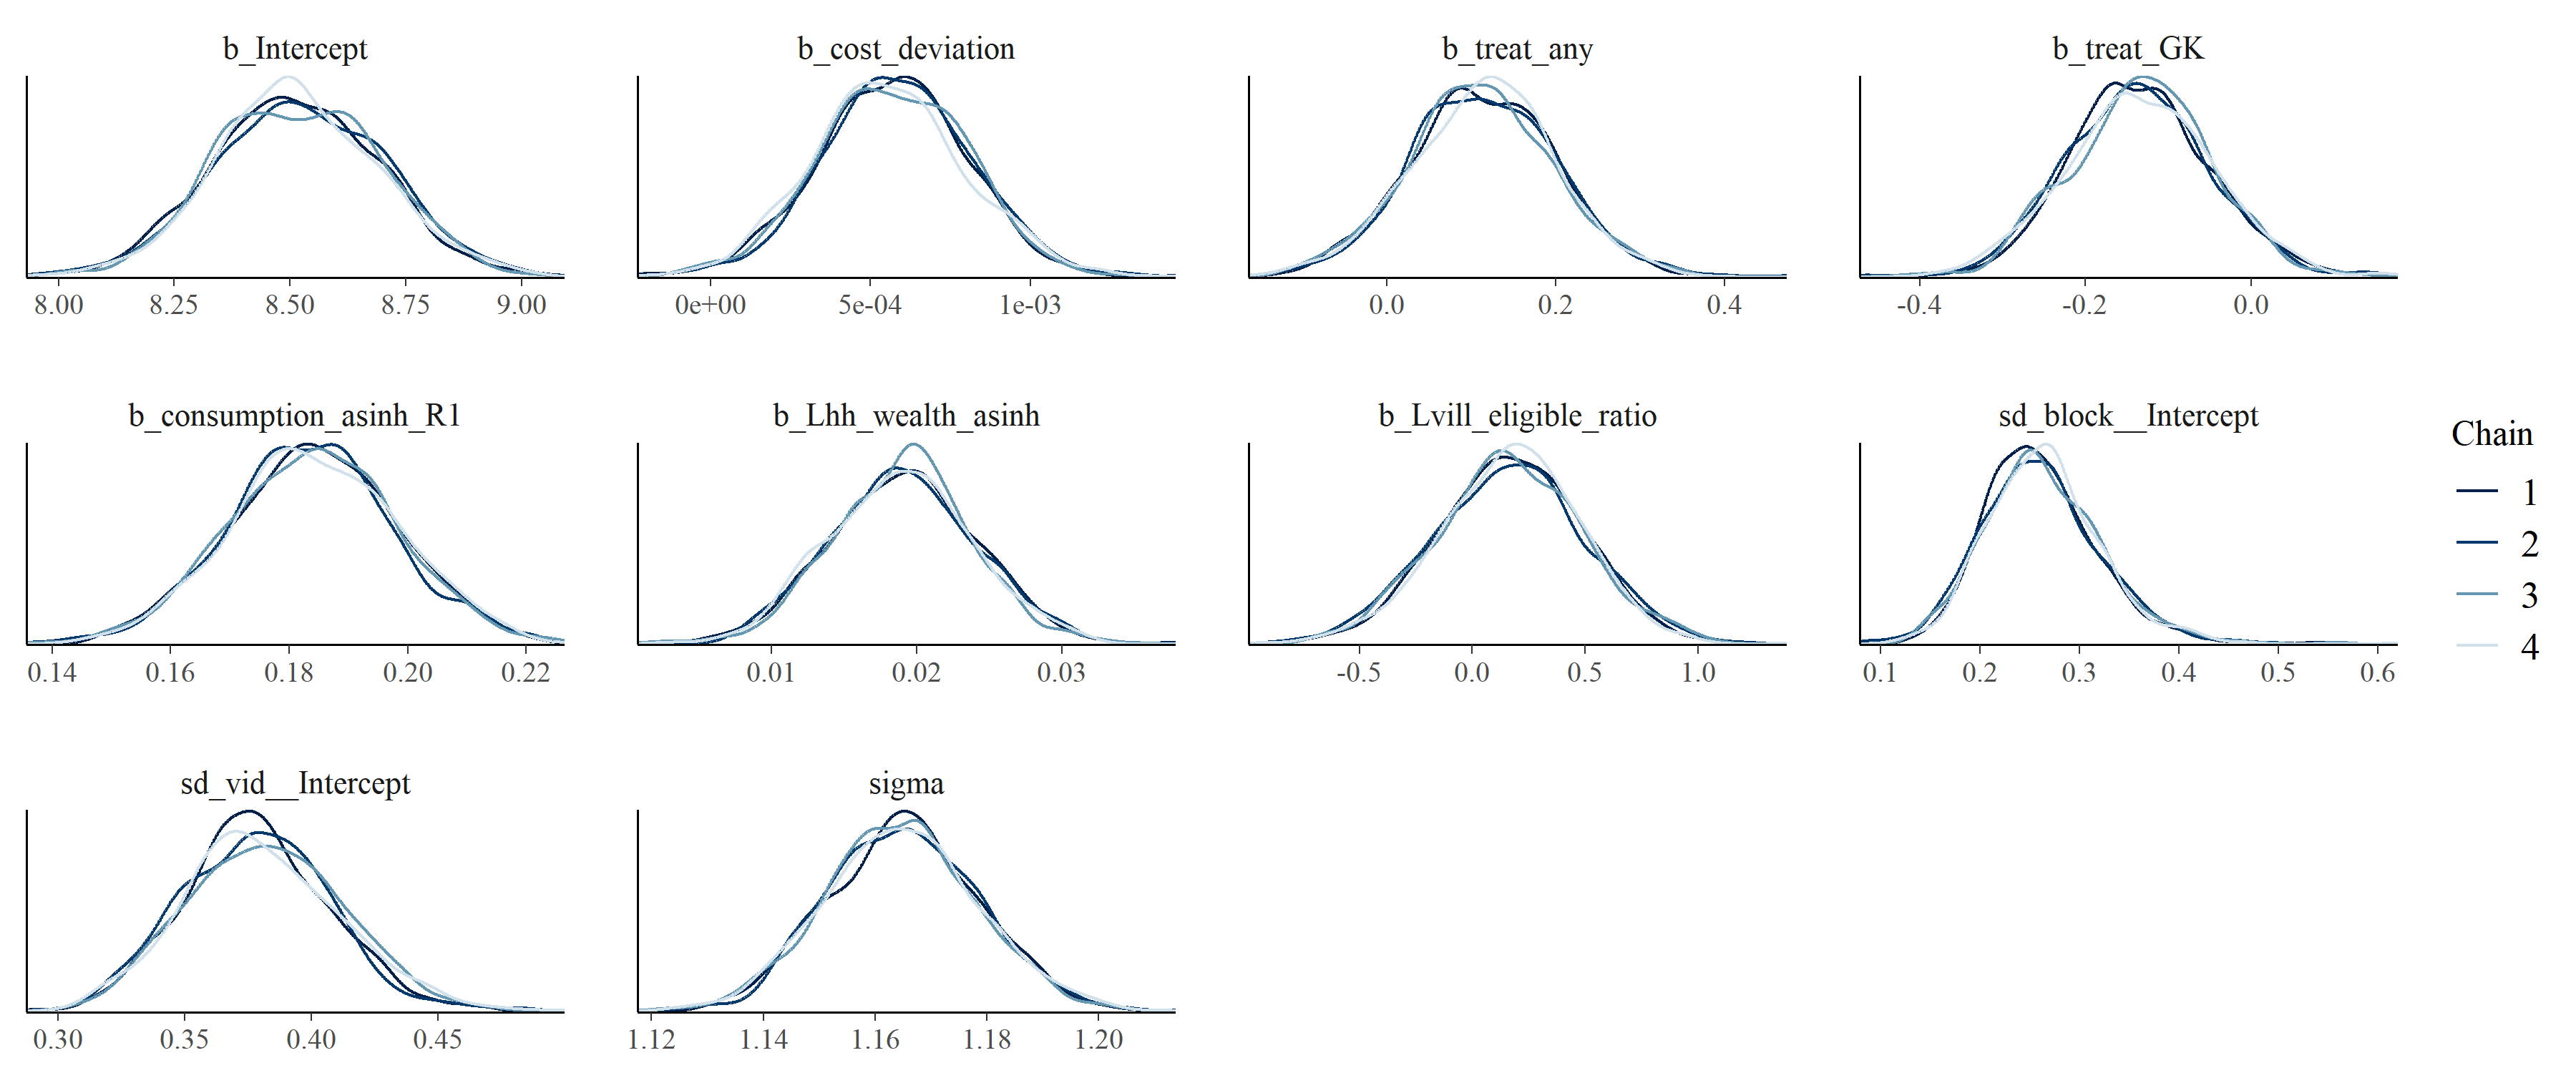 b_Intercept
b_cost_deviation
b_treat_any
b_treat_GK
8.00 8.25 8.50 8.75 9.00
0e+00 5e-04 1e-03
0.0 0.2 0.4
-0.4 -0.2 0.0
b_consumption_asinh_R1
b_Lhh_wealth_asinh
b_Lvill_eligible_ratio
sd_block__Intercept
0.14 0.16 0.18 0.20 0.22
0.01 0.02 0.03
-0.5 0.0 0.5 1.0
0.1 0.2 0.3 0.4 0.5 0.6
Chain
1
2
3
4
sd_vid__Intercept
sigma
0.30 0.35 0.40 0.45
1.12 1.14 1.16 1.18 1.20